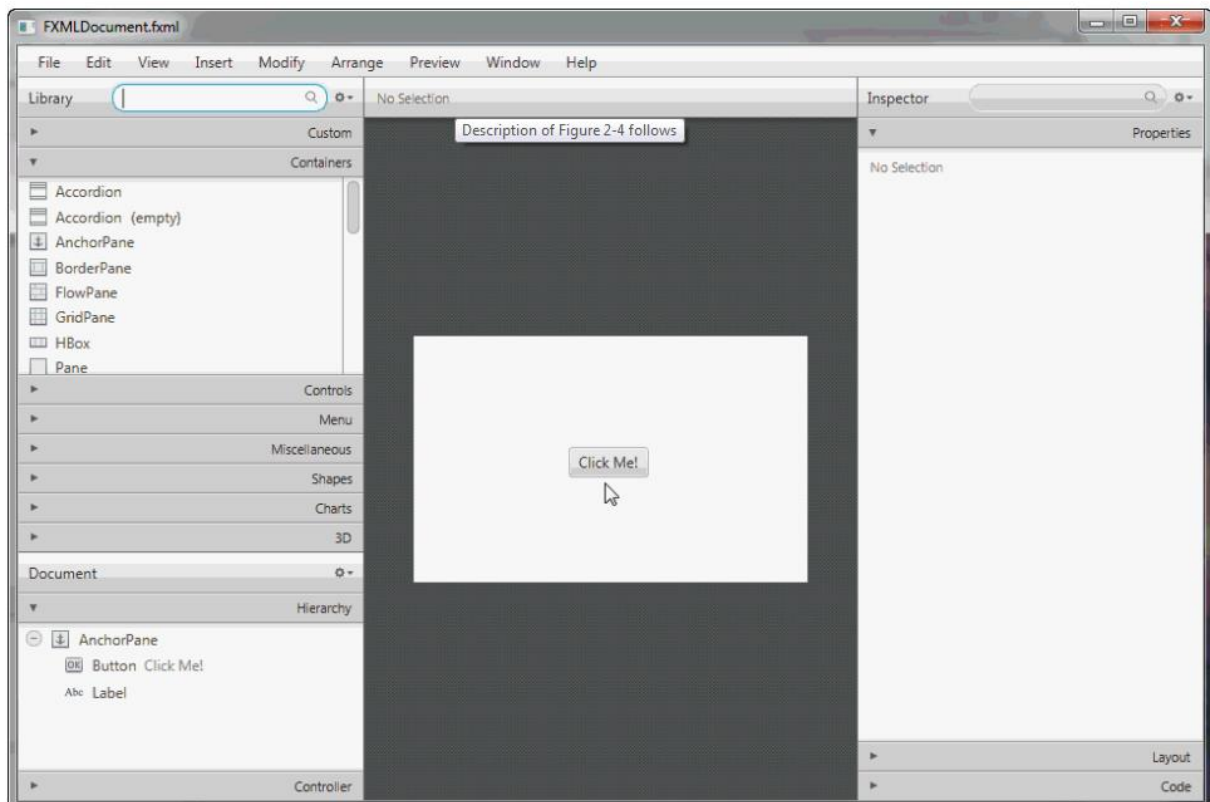 FXMLDocument.fxml
File Edit View Insert Modify Arrange Preview Window Help
Library
No Selection
Inspector
Custom
Description of Figure 2-4 follows
Properties
Containers
No Selection
Accordion
Accordion (empty)
AnchorPane
BorderPane
FlowPane
GridPane
HBox
Pane
Controls
Menu
Miscellaneous
Shapes
Charts
3D
Click Me!
Document
Hierarchy
AnchorPane
OK Button Click Me!
Abc Label
Controller
Layout
Code